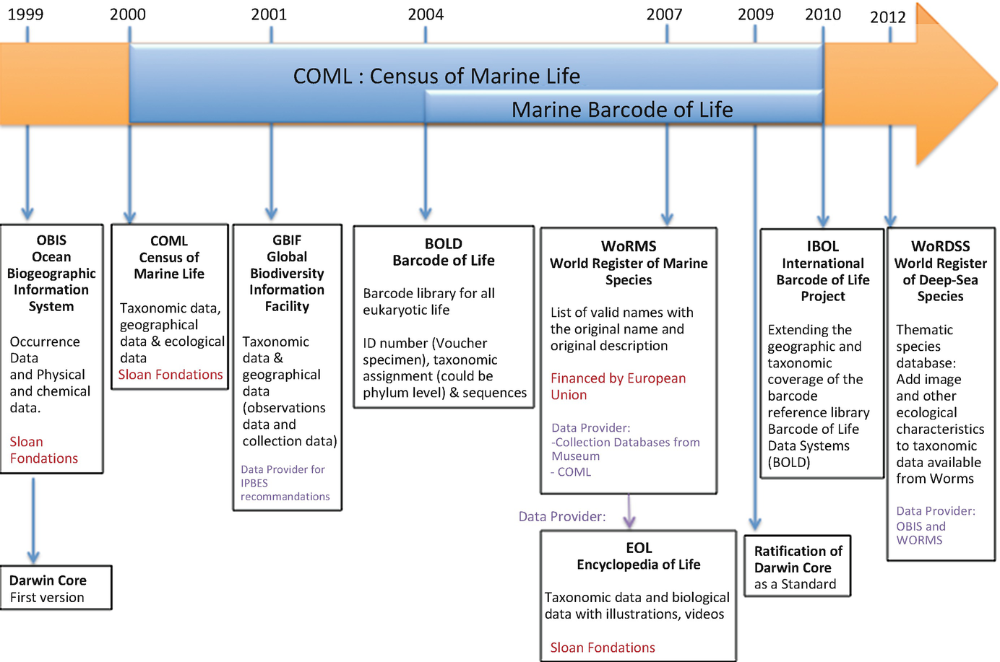 1999
2000
2001
2004
2007
2009
2010
2012
COML : Census of Marine Life
Marine Barcode of Life
OBIS
Ocean
Biogeographic
Information
System
Occurrence
Data
and Physical
and chemical
data.
Sloan
Fondations
Darwin Core
First version
COML
Census of
Marine Life
Taxonomic data,
geographical
data & ecological
data
Sloan Fondations
GBIF
Global
Biodiversity
Information
Facility
Taxonomic
data &
geographical
data
(observations
data and
collection data)
Data Provider for
IPBES
recommandations
BOLD
Barcode of Life
Barcode library for all
eukaryotic life
ID number (Voucher
specimen), taxonomic
assignment (could be
phylum level) & sequences
WoRMS
World Register of Marine
Species
List of valid names with
the original name and
original description
Financed by European
Union
Data Provider:
-Collection Databases from
Museum
- COML
Data Provider:
EOL
Encyclopedia of Life
Taxonomic data and biological
data with illustrations, videos
Sloan Fondations
Ratification of
Darwin Core
as a Standard
IBOL
International
Barcode of Life
Project
Extending the
geographic and
taxonomic
coverage of the
barcode
reference library
Barcode of Life
Data Systems
(BOLD)
WoRDSS
World Register
of Deep-Sea
Species
Thematic
species
database:
Add image
and other
ecological
characteristics
to taxonomic
data available
from Worms
Data Provider:
OBIS and
WORMS